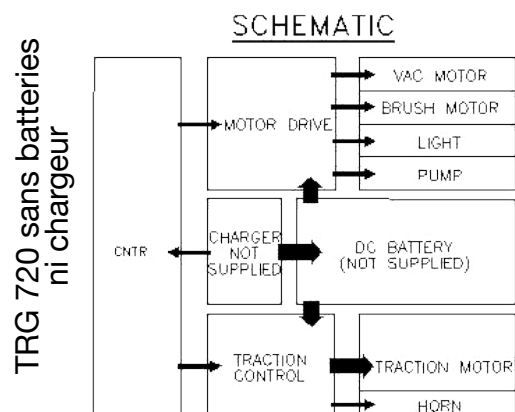 SCHEMATIC
TRG 720 sans batteries
ni chargeur
VAC MOTOR
MOTOR DRIVE
BRUSH MOTOR
LIGHT
PUMP
CNTR
CHARGER
NOT
SUPPLIED
DC BATTERY
(NOT SUPPLIED)
TRACTION
CONTROL
TRACTION MOTOR
HORN